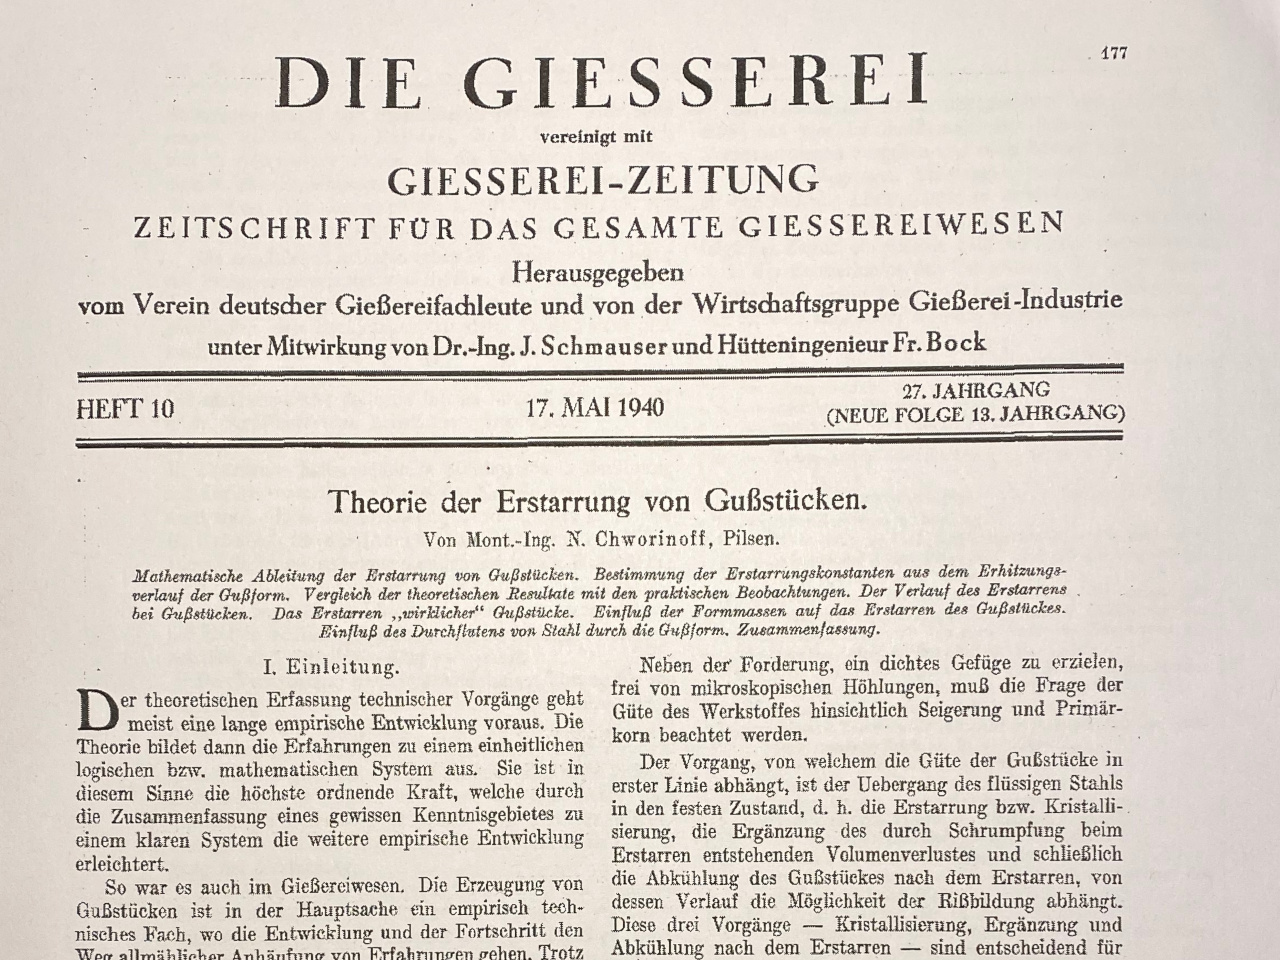 177
DIE GIESSEREI
vereinigt mit
GIESSEREI-ZEITUNG
ZEITSCHRIFT FÜR DAS GESAMTE GIESSEREIWESEN
Herausgegeben
vom Verein deutscher Gießereifachleute und von der Wirtschaftsgruppe Gießerei-Industrie
unter Mitwirkung von Dr.-Ing. J. Schmauser und Hütteningenieur Fr. Bock
HEFT 10
17. MAI 1940
27. JAHRGANG
(NEUE FOLGE 13. JAHRGANG)
Theorie der Erstarrung von Gußstücken.
Von Mont.-Ing. N. Chworinoff, Pilsen.
Mathematische Ableitung der Erstarrung von Gußstücken. Bestimmung der Erstarrungskonstanten aus dem Erhitzungs-
verlauf der Gußform. Vergleich der theoretischen Resultate mit den praktischen Beobachtungen. Der Verlauf des Erstarrens
bei Gußstücken. Das Erstarren „wirklicher" Gußstücke. Einfluß der Formmassen auf das Erstarren des Gußstückes.
Einfluß des Durchflutens von Stahl durch die Gußform. Zusammenfassung.
I. Einleitung.
Der theoretischen Erfassung technischer Vorgänge geht
meist eine lange empirische Entwicklung voraus. Die
Theorie bildet dann die Erfahrungen zu einem einheitlichen
logischen bzw. mathematischen System aus. Sie ist in
diesem Sinne die höchste ordnende Kraft, welche durch
die Zusammenfassung eines gewissen Kenntnisgebietes zu
einem klaren System die weitere empirische Entwicklung
erleichtert.
So war es auch im Gießereiwesen. Die Erzeugung von
Gußstücken ist in der Hauptsache ein empirisch tech-
nisches Fach, wo die Entwicklung und der Fortschritt den
Weg allmählicher Anhäufung von Erfahrungen gehen. Trotz
Neben der Forderung, ein dichtes Gefüge zu erzielen,
frei von mikroskopischen Höhlungen, muß die Frage der
Güte des Werkstoffes hinsichtlich Seigerung und Primär-
korn beachtet werden.
Der Vorgang, von welchem die Güte der Gußstücke in
erster Linie abhängt, ist der Uebergang des flüssigen Stahls
in den festen Zustand, d. h. die Erstarrung bzw. Kristalli-
sierung, die Ergänzung des durch Schrumpfung beim
Erstarren entstehenden Volumenverlustes und schließlich
die Abkühlung des Gußstückes nach dem Erstarren, von
dessen Verlauf die Möglichkeit der Rißbildung abhängt.
Diese drei Vorgänge — Kristallisierung, Ergänzung und
Abkühlung nach dem Erstarren — sind entscheidend für